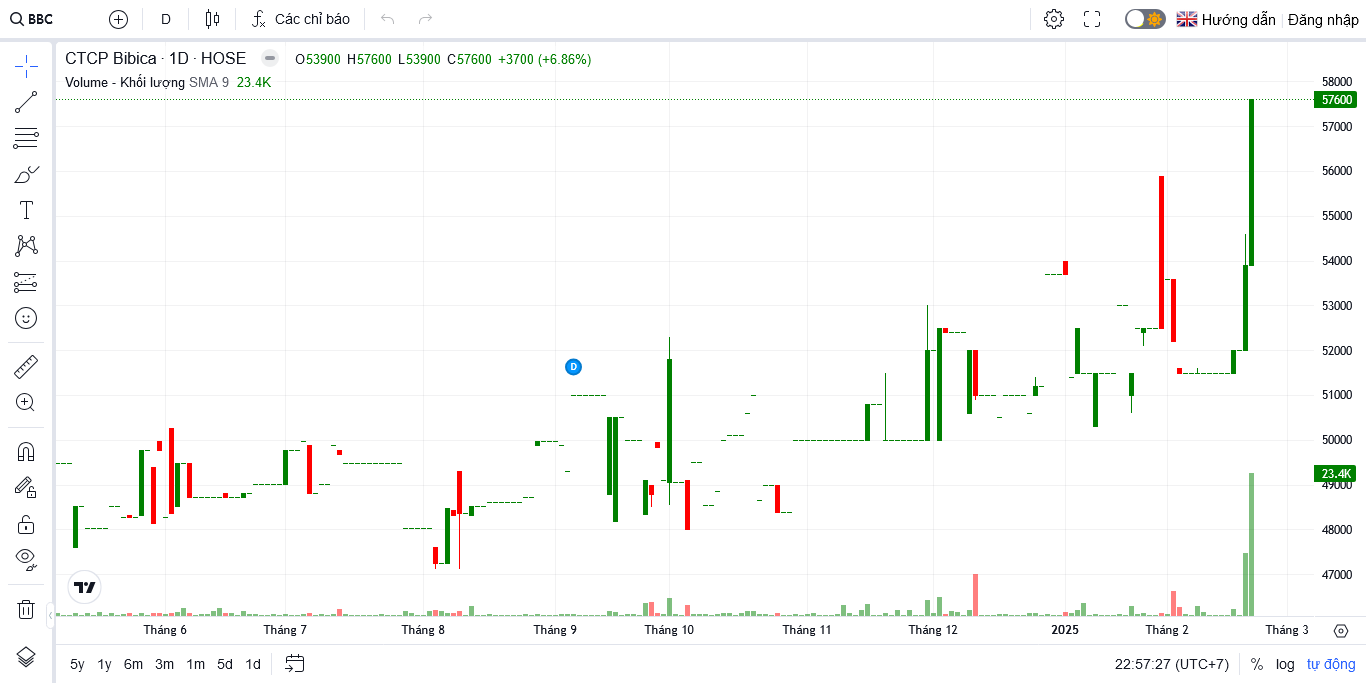 BBC D Các chỉ báo Hướng dẫn Đăng nhập
CTCP Bibica · 1D · HOSE O53900 H57600 L53900 C57600 +3700 (+6.86%)
Volume - Khối lượng SMA 9 23.4K
58000
57600
57000
56000
55000
54000
53000
52000
51000
50000
23.4K
49000
48000
47000
D
Tháng 6 Tháng 7 Tháng 8 Tháng 9 Tháng 10 Tháng 11 Tháng 12 2025 Tháng 2 Tháng 3
5y 1y 6m 3m 1m 5d 1d 22:57:27 (UTC+7) % log tự động